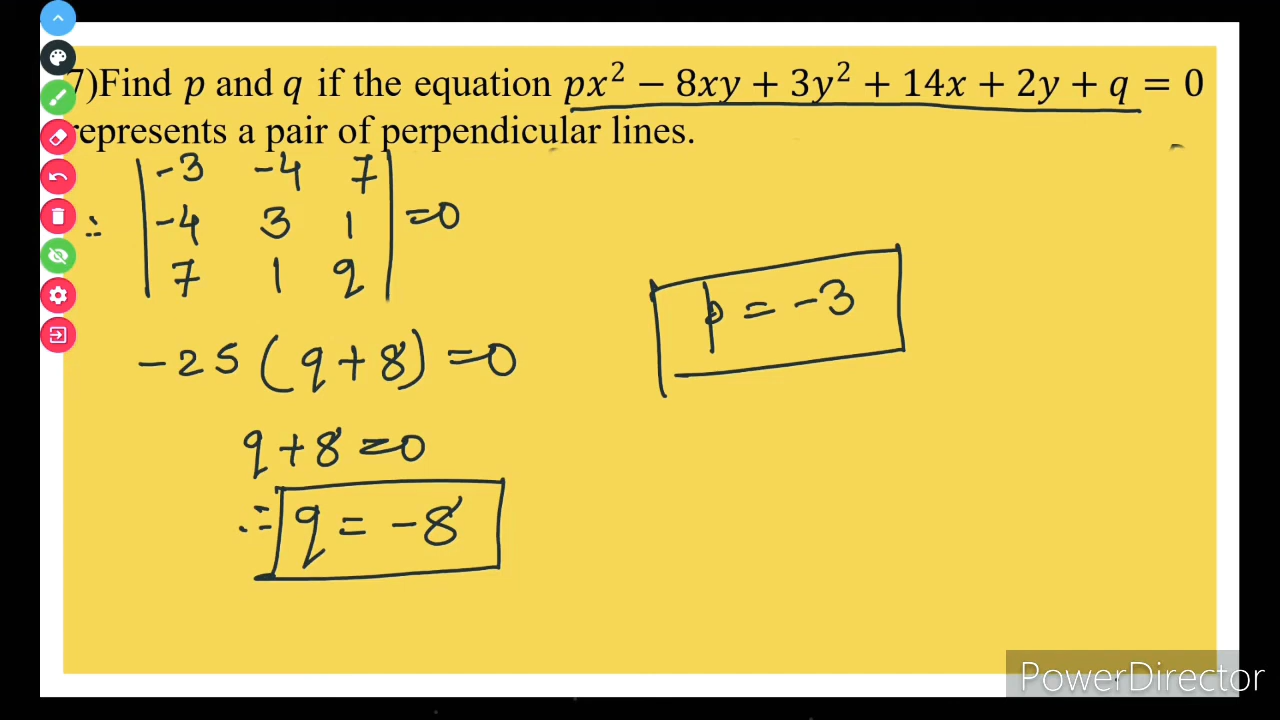 7)Find p and q if the equation px² − 8xy + 3y² + 14x + 2y + q = 0
represents a pair of perpendicular lines.
∴ | -3 -4 7 |
| -4 3 1 | = 0
| 7 1 q |
p = -3
-25 (q+8) = 0
q+8 = 0
∴ q = -8
PowerDirector